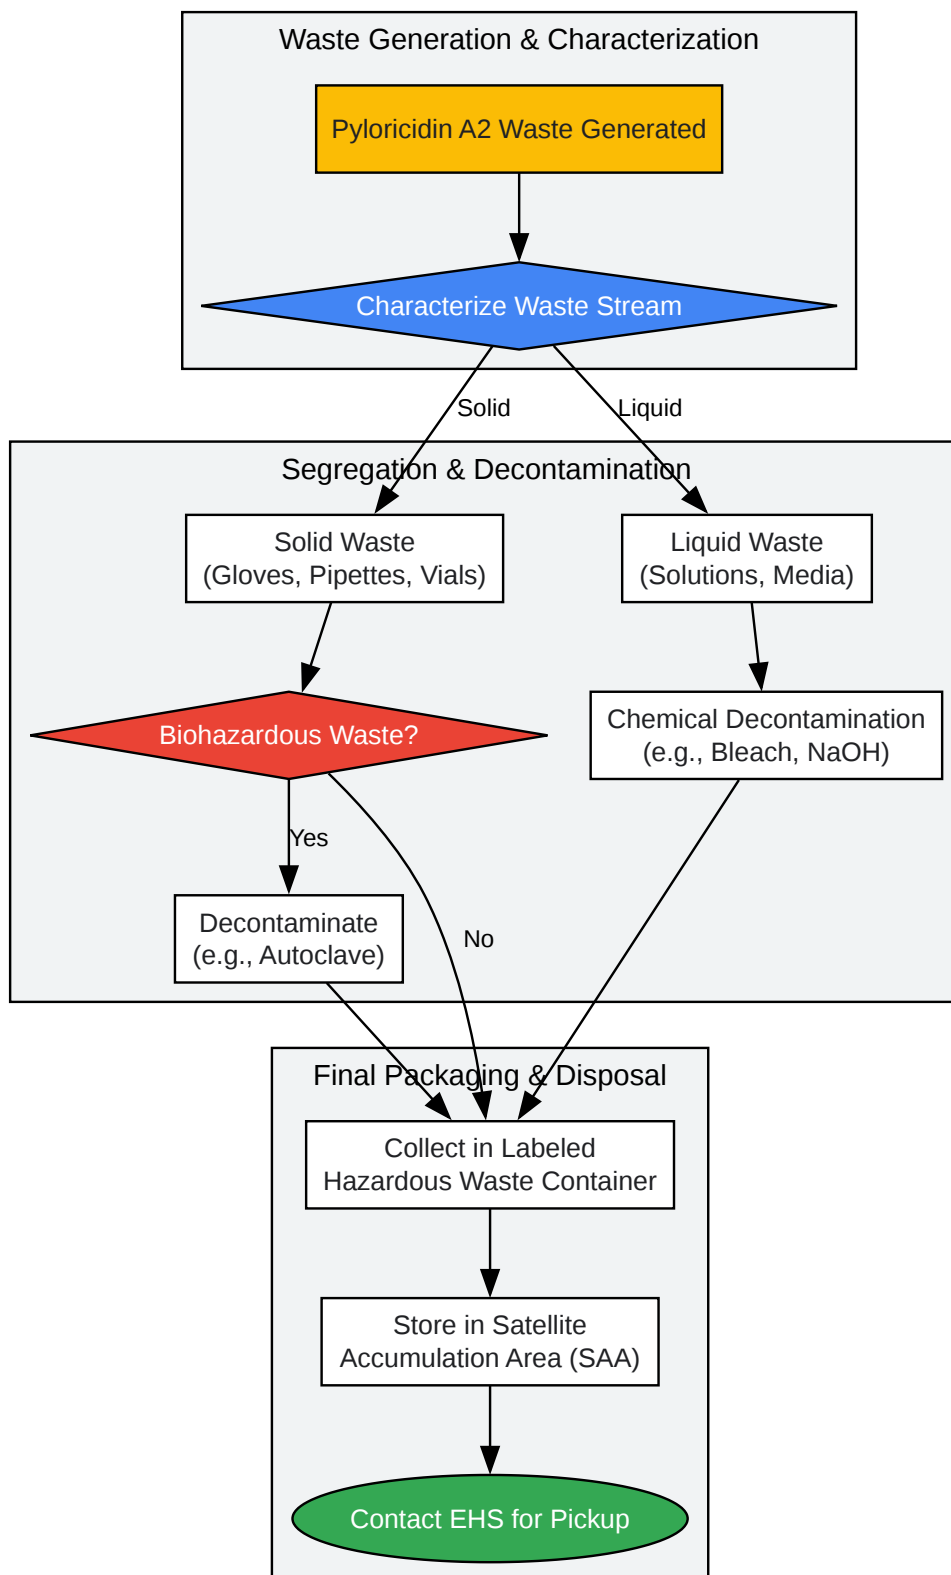 Waste Generation & Characterization
Pyloricidin A2 Waste Generated
Characterize Waste Stream
Solid
Liquid
Segregation & Decontamination
Solid Waste
(Gloves, Pipettes, Vials)
Liquid Waste
(Solutions, Media)
Biohazardous Waste?
Chemical Decontamination
(e.g., Bleach, NaOH)
Yes
Decontaminate
(e.g., Autoclave)
No
Final Packaging & Disposal
Collect in Labeled
Hazardous Waste Container
Store in Satellite
Accumulation Area (SAA)
Contact EHS for Pickup